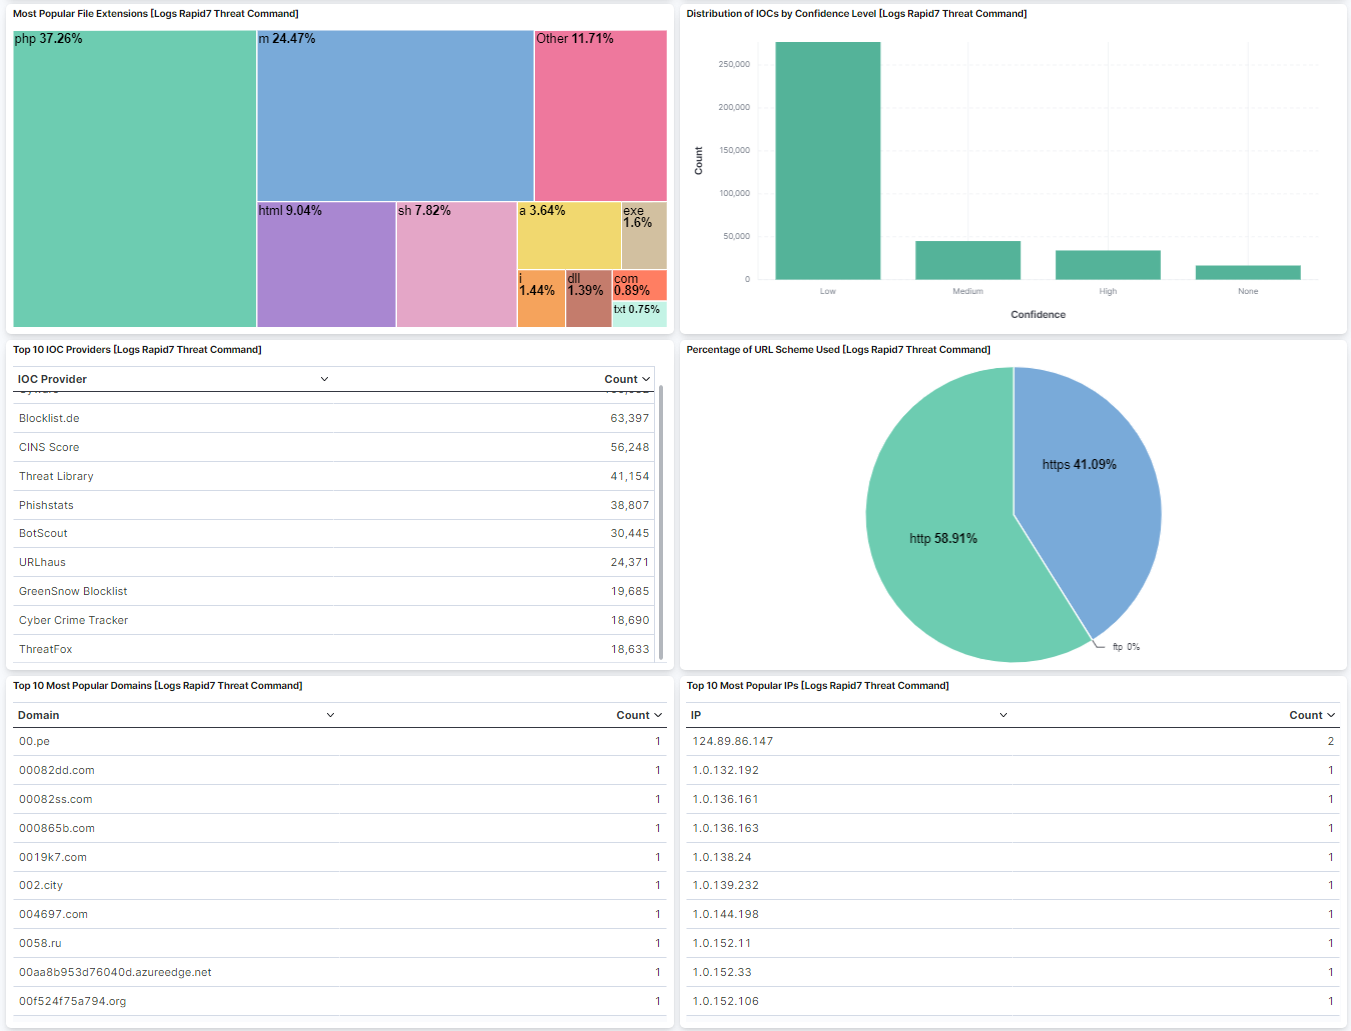 Most Popular File Extensions [Logs Rapid7 Threat Command]
php 37.26%
m 24.47%
Other 11.71%
html 9.04%
sh 7.82%
a 3.64%
exe
1.6%
i
1.44%
dll
1.39%
com
0.89%
txt 0.75%
Distribution of IOCs by Confidence Level [Logs Rapid7 Threat Command]
Count
250,000
200,000
150,000
100,000
50,000
0
Low
Medium
High
None
Confidence
Top 10 IOC Providers [Logs Rapid7 Threat Command]
IOC Provider Count
Blocklist.de 63,397
CINS Score 56,248
Threat Library 41,154
Phishstats 38,807
BotScout 30,445
URLhaus 24,371
GreenSnow Blocklist 19,685
Cyber Crime Tracker 18,690
ThreatFox 18,633
Percentage of URL Scheme Used [Logs Rapid7 Threat Command]
https 41.09%
http 58.91%
ftp 0%
Top 10 Most Popular Domains [Logs Rapid7 Threat Command]
Domain Count
00.pe 1
00082dd.com 1
00082ss.com 1
000865b.com 1
0019k7.com 1
002.city 1
004697.com 1
0058.ru 1
00aa8b953d76040d.azureedge.net 1
00f524f75a794.org 1
Top 10 Most Popular IPs [Logs Rapid7 Threat Command]
IP Count
124.89.86.147 2
1.0.132.192 1
1.0.136.161 1
1.0.136.163 1
1.0.138.24 1
1.0.139.232 1
1.0.144.198 1
1.0.152.11 1
1.0.152.33 1
1.0.152.106 1